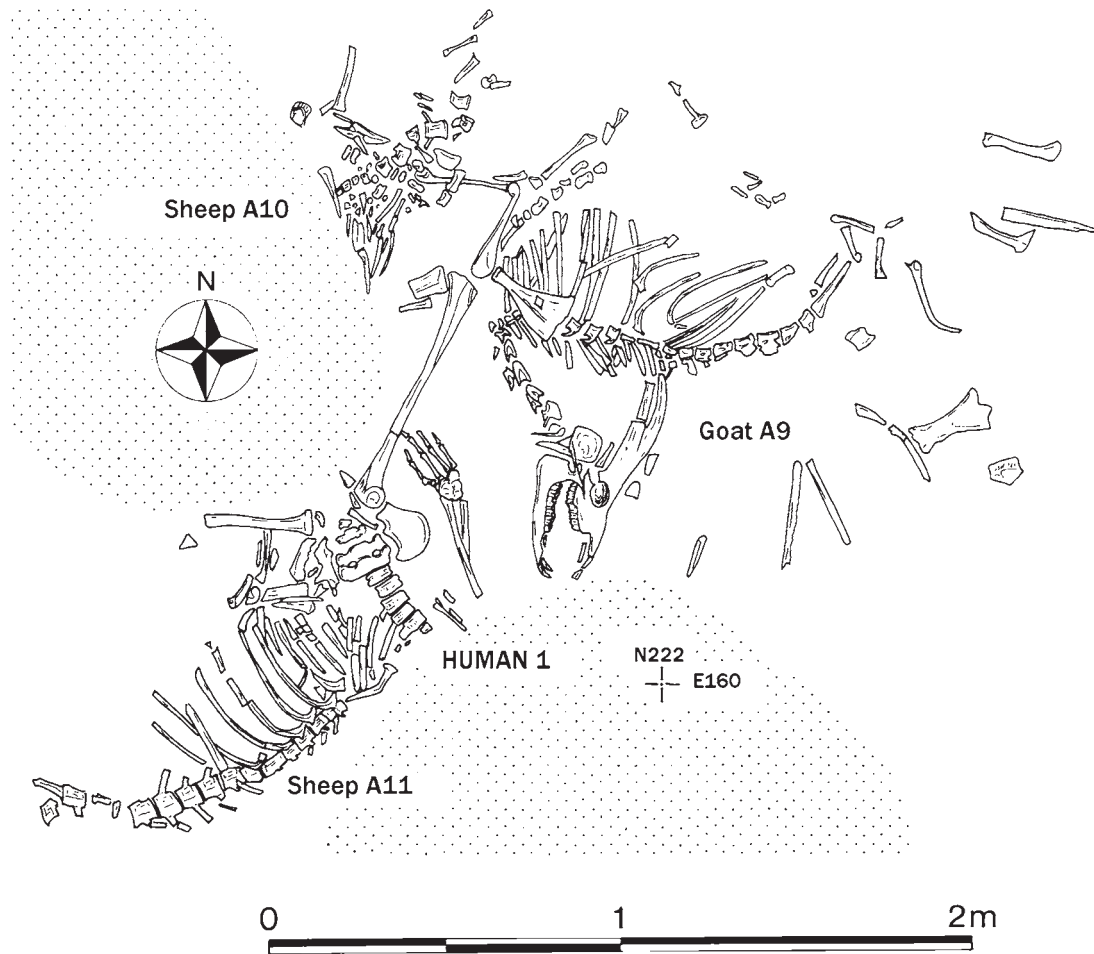 Sheep A10
N
Goat A9
HUMAN 1
N222
E160
Sheep A11
0 1 2m